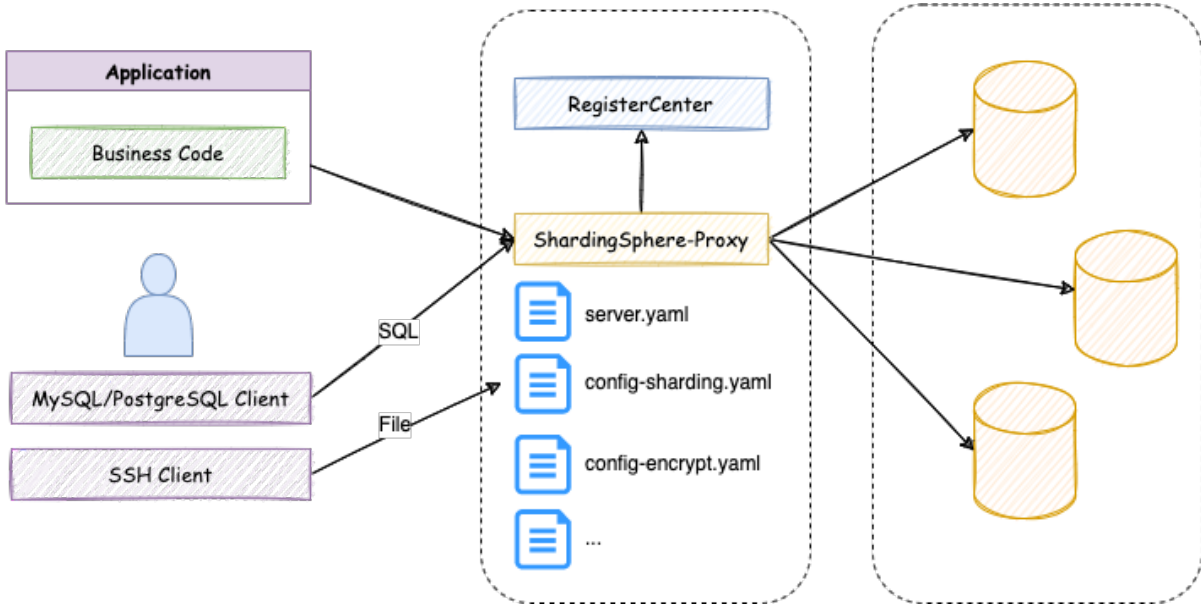 Application
Business Code
MySQL/PostgreSQL Client
SSH Client
SQL
File
RegisterCenter
ShardingSphere-Proxy
server.yaml
config-sharding.yaml
config-encrypt.yaml
...